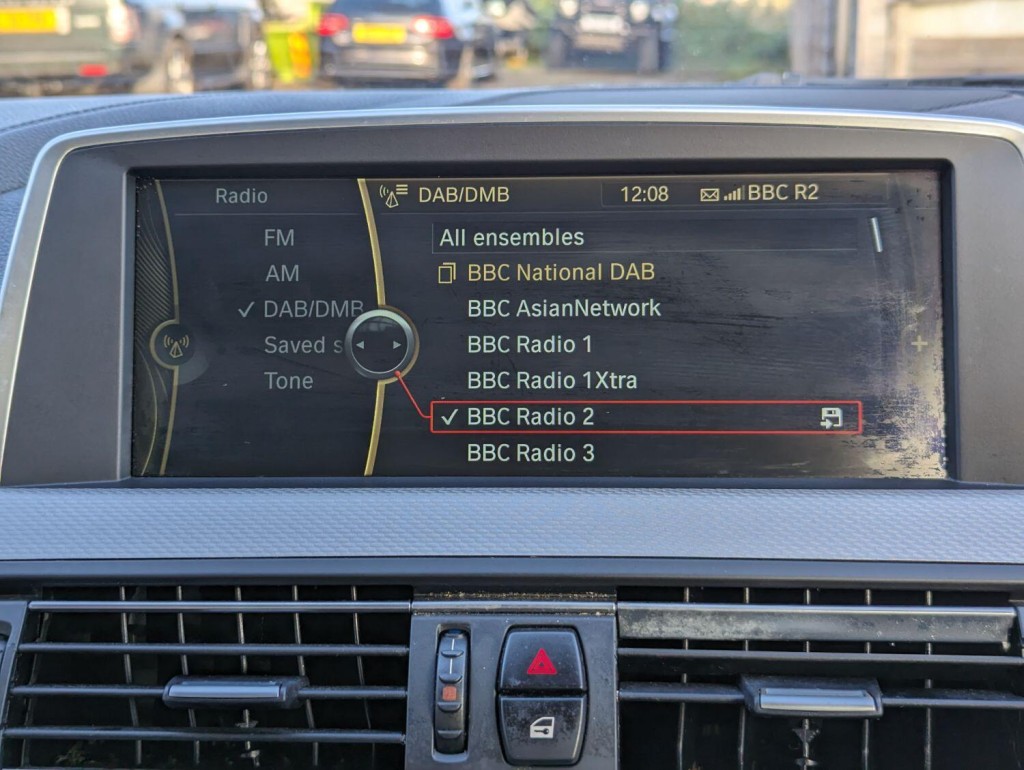 Radio
FM
AM
DAB/DMB
Saved s
Tone
DAB/DMB 12:08 BBC R2
All ensembles
BBC National DAB
BBC AsianNetwork
BBC Radio 1
BBC Radio 1Xtra
BBC Radio 2
BBC Radio 3